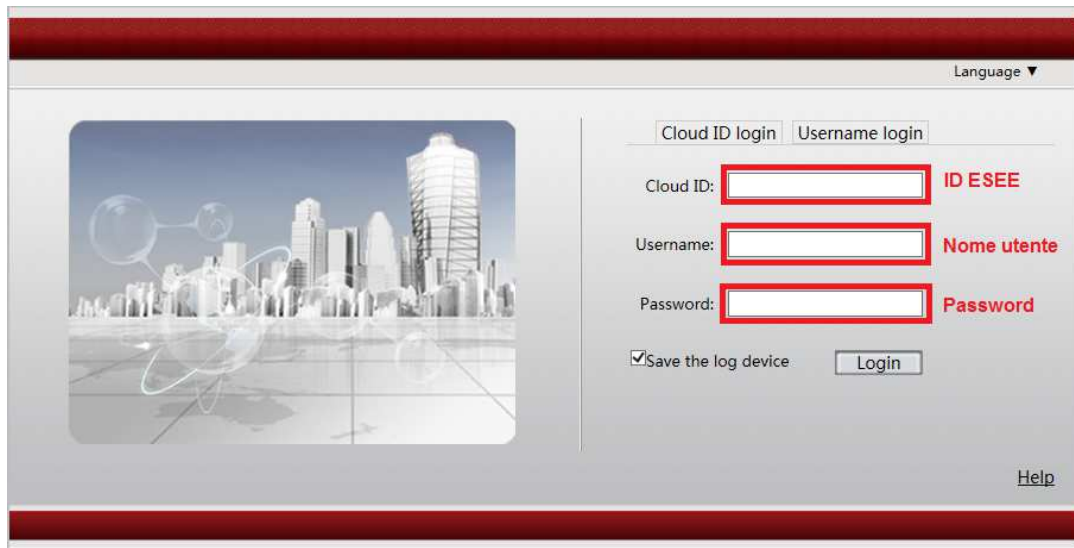 Language ▼
Cloud ID login Username login
Cloud ID: ID ESEE
Username: Nome utente
Password: Password
Save the log device Login
Help